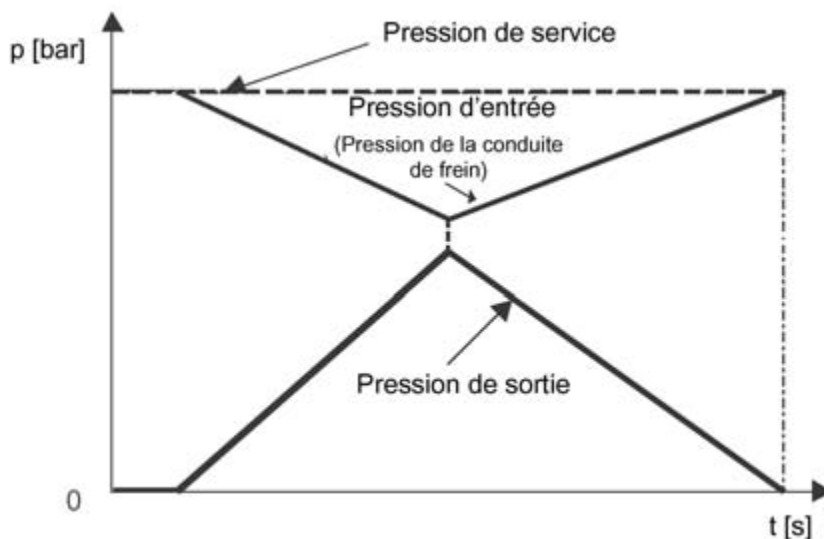 p [bar]
Pression de service
Pression d'entrée
(Pression de la conduite
de frein)
Pression de sortie
0
t [s]